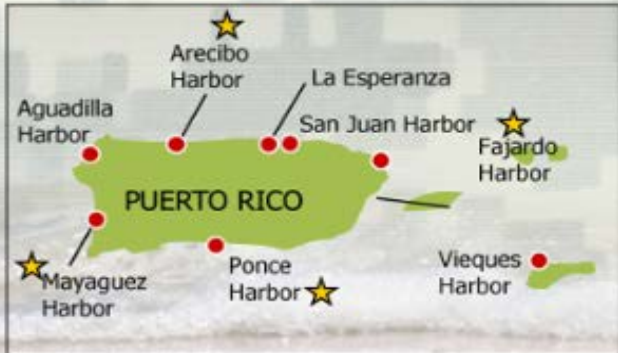 Arecibo
Harbor
La Esperanza
Aguadilla
Harbor
San Juan Harbor
Fajardo
Harbor
PUERTO RICO
Mayaguez
Harbor
Ponce
Harbor
Vieques
Harbor